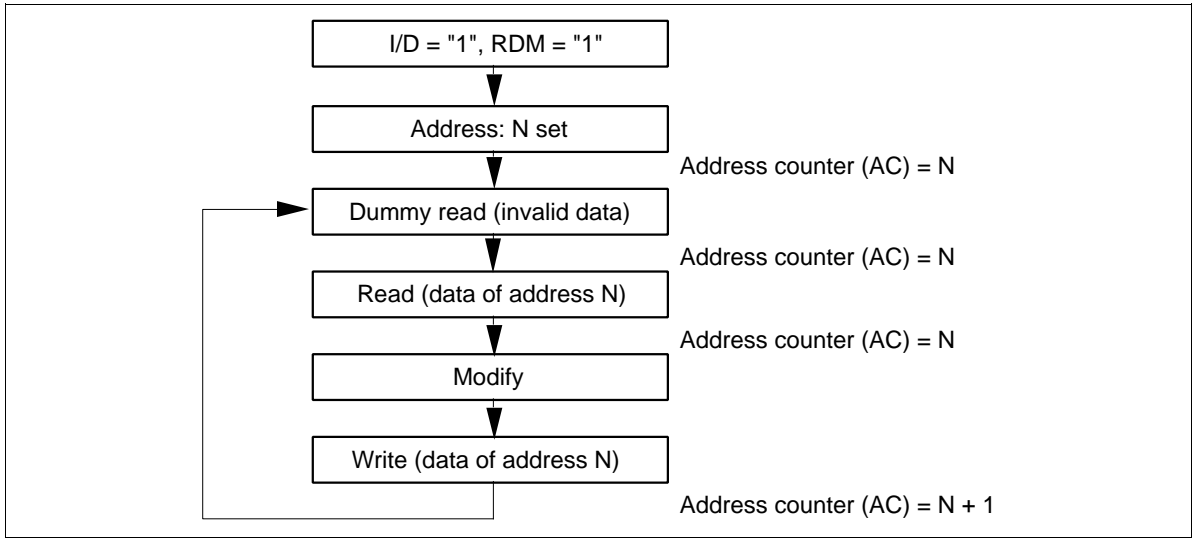 I/D = "1", RDM = "1"
Address: N set
Address counter (AC) = N
Dummy read (invalid data)
Address counter (AC) = N
Read (data of address N)
Address counter (AC) = N
Modify
Write (data of address N)
Address counter (AC) = N + 1